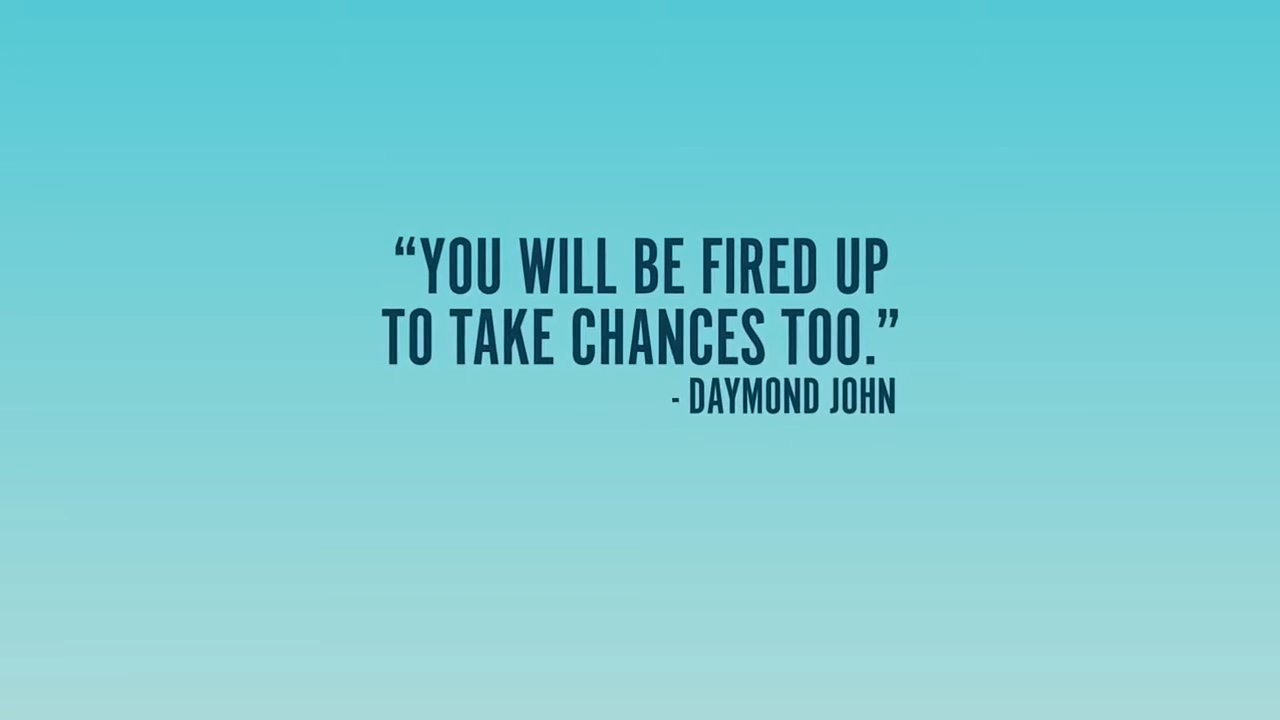 “YOU WILL BE FIRED UP
TO TAKE CHANCES TOO.”
- DAYMOND JOHN